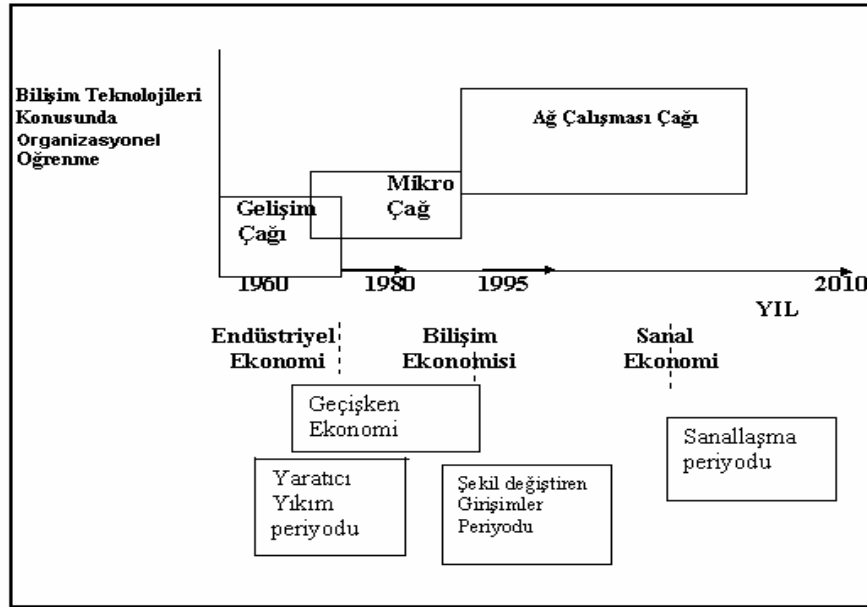 Bilişim Teknolojileri
Konusunda
Organizasyonel
Oğrenme
Ağ Çalışması Çağı
Mikro
Çağ
Gelişim
Çağı
1960 1980 1995 2010
YIL
Endüstriyel
Ekonomi
Bilişim
Ekonomisi
Sanal
Ekonomi
Geçişken
Ekonomi
Yaratıcı
Yıkım
periyodu
Şekil değiştiren
Girişimler
Periyodu
Sanallaşma
periyodu